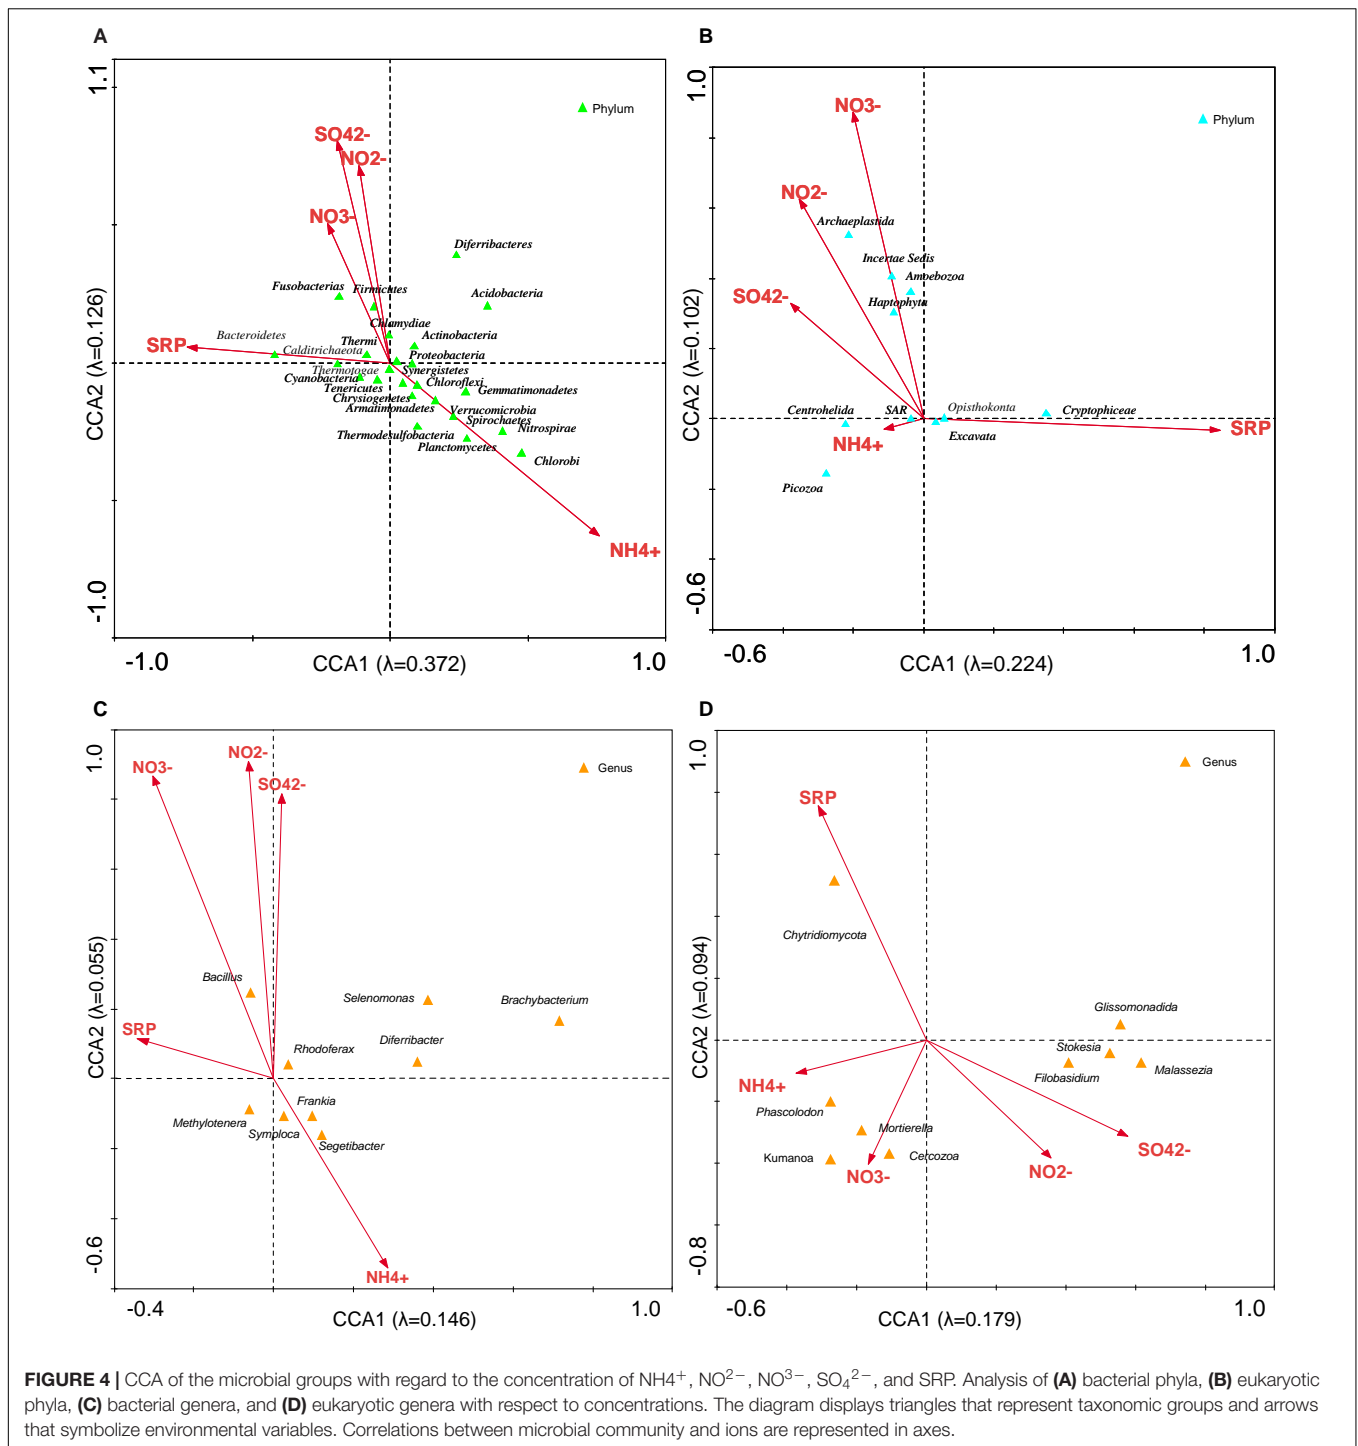 A
1.1
SO42-
NO2-
NO3-
Phylum
Diferribacteres
Fusobacterias
Firmicutes
Acidobacteria
Chlamydiae
Bacteroidetes
Thermi
Actinobacteria
SRP
Calditrichaeota
Proteobacteria
Thermotogae
Synergistetes
Cyanobacteria
Tenericutes
Chloroflexi
Gemmatimonadetes
Chrysiogenetes
Armatimonadetes
Verrucomicrobia
Spirochaetes
Nitrospirae
Thermodesulfobacteria
Planctomycetes
Chlorobi
NH4+
CCA2 (λ=0.126)
-1.0
-1.0
CCA1 (λ=0.372)
1.0
B
1.0
NO3-
Phylum
NO2-
Archaeplastida
Incertae Sedis
Amoebozoa
SO42-
Haptophyta
Centrohelida
SAR
Opisthokonta
Cryptophiceae
NH4+
Excavata
SRP
Picozoa
CCA2 (λ=0.102)
-0.6
-0.6
CCA1 (λ=0.224)
1.0
C
1.0
NO2-
NO3-
SO42-
Genus
Bacillus
Selenomonas
Brachybacterium
SRP
Rhodoferax
Diferribacter
Frankia
Methylotenera
Symploca
Segetibacter
NH4+
CCA2 (λ=0.055)
-0.6
-0.4
CCA1 (λ=0.146)
1.0
D
1.0
Genus
SRP
Chytridiomycota
Glissomonadida
Stokesia
Filobasidium
Malassezia
NH4+
Phascolodon
Mortierella
Kumanoa
Cercozoa
NO3-
NO2-
SO42-
CCA2 (λ=0.094)
-0.8
-0.6
CCA1 (λ=0.179)
1.0
FIGURE 4 | CCA of the microbial groups with regard to the concentration of NH4⁺, NO²⁻, NO³⁻, SO₄²⁻, and SRP. Analysis of (A) bacterial phyla, (B) eukaryotic
phyla, (C) bacterial genera, and (D) eukaryotic genera with respect to concentrations. The diagram displays triangles that represent taxonomic groups and arrows
that symbolize environmental variables. Correlations between microbial community and ions are represented in axes.